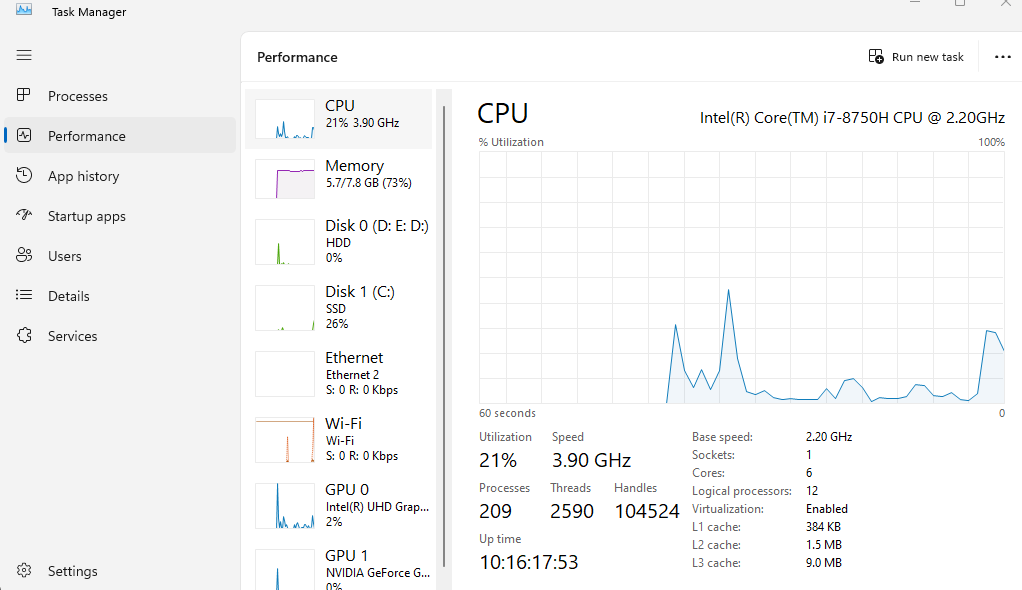 Task Manager
Performance
Run new task
Processes
Performance
App history
Startup apps
Users
Details
Services
Settings
CPU
21% 3.90 GHz
Memory
5.7/7.8 GB (73%)
Disk 0 (D: E: D:)
HDD
0%
Disk 1 (C:)
SSD
26%
Ethernet
Ethernet 2
S: 0 R: 0 Kbps
Wi-Fi
Wi-Fi
S: 0 R: 0 Kbps
GPU 0
Intel(R) UHD Grap...
2%
GPU 1
NVIDIA GeForce G...
0%
CPU
Intel(R) Core(TM) i7-8750H CPU @ 2.20GHz
% Utilization 100%
60 seconds 0
Utilization Speed
21% 3.90 GHz
Processes Threads Handles
209 2590 104524
Up time
10:16:17:53
Base speed: 2.20 GHz
Sockets: 1
Cores: 6
Logical processors: 12
Virtualization: Enabled
L1 cache: 384 KB
L2 cache: 1.5 MB
L3 cache: 9.0 MB